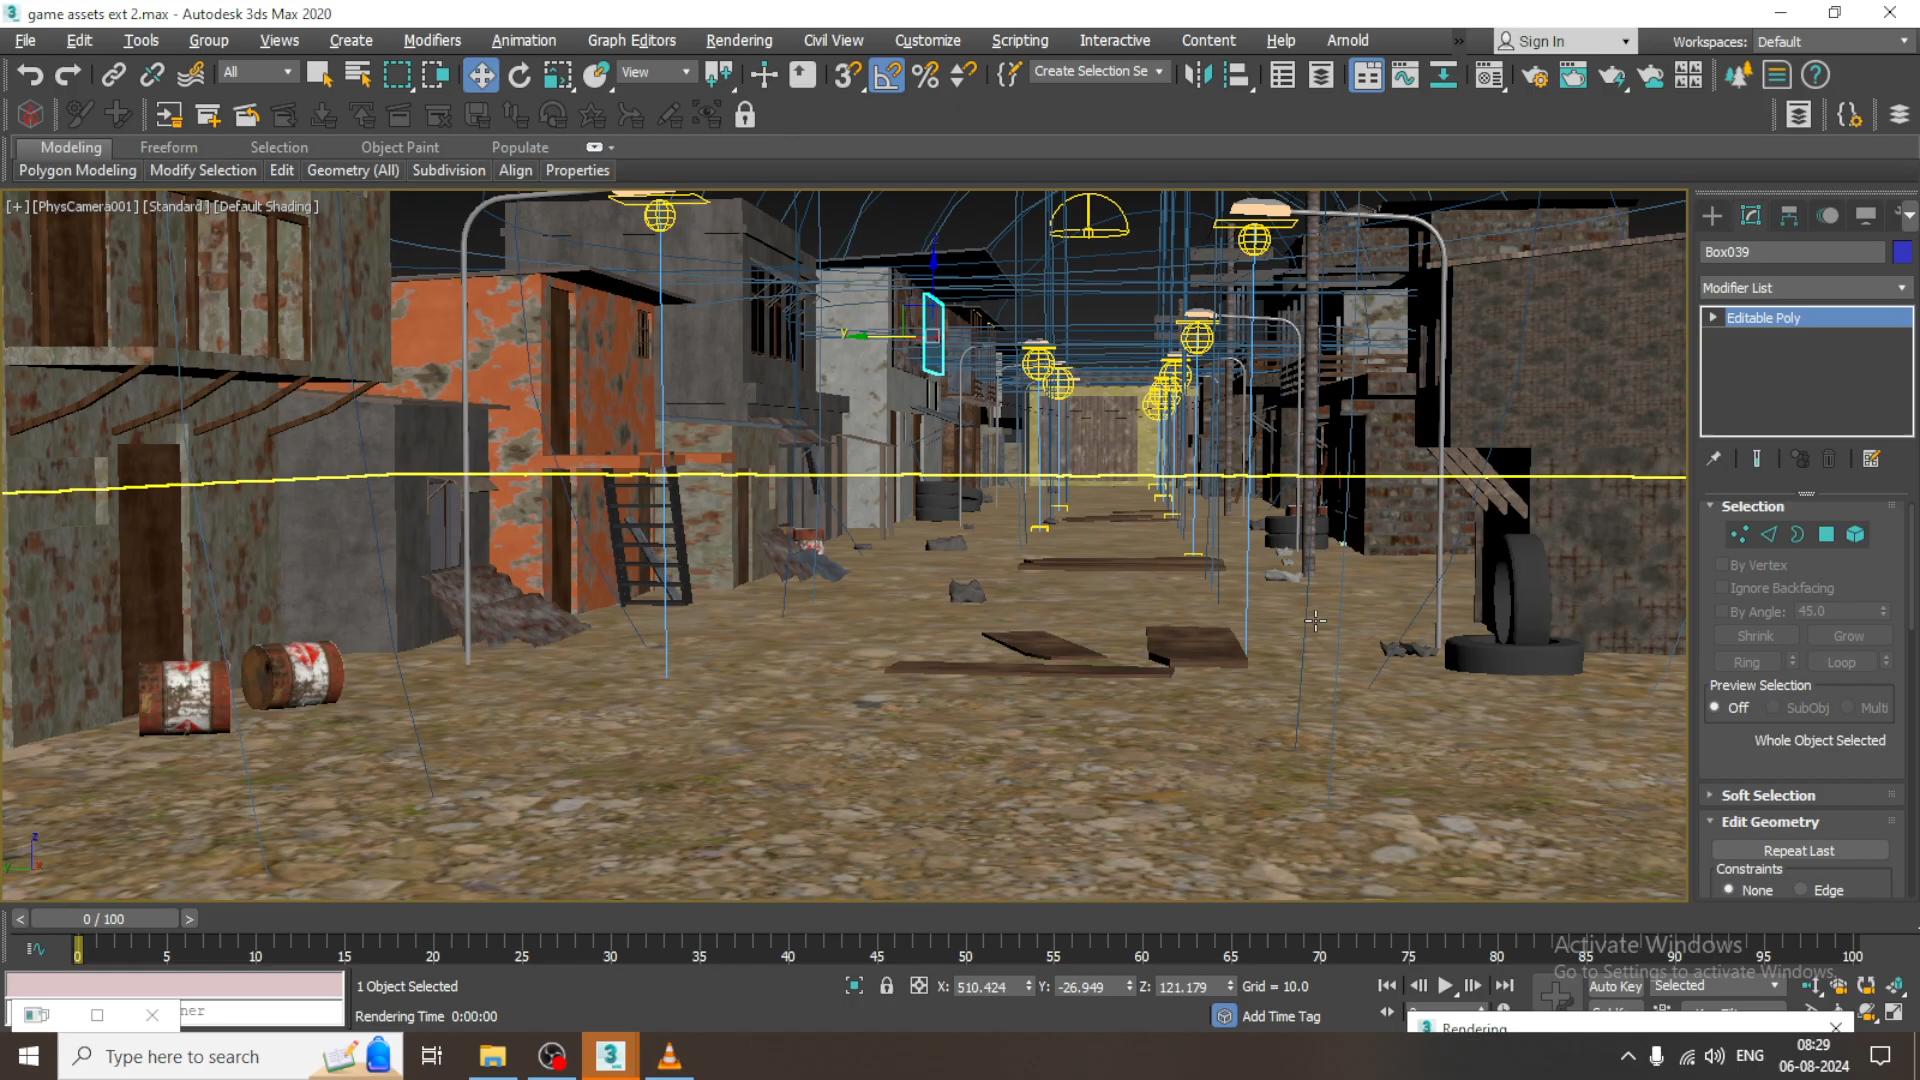 game assets ext 2.max - Autodesk 3ds Max 2020
File Edit Tools Group Views Create Modifiers Animation Graph Editors Rendering Civil View Customize Scripting Interactive Content Help Arnold Sign In Workspaces: Default
All View Create Selection Se
Modeling Freeform Selection Object Paint Populate
Polygon Modeling Modify Selection Edit Geometry (All) Subdivision Align Properties
[+] [PhysCamera001] [Standard] [Default Shading]
Box039
Modifier List
Editable Poly
Selection
By Vertex
Ignore Backfacing
By Angle: 45.0
Shrink Grow
Ring Loop
Preview Selection
Off SubObj Multi
Whole Object Selected
Soft Selection
Edit Geometry
Repeat Last
Constraints
None Edge
< 0 / 100 >
0 5 10 15 20 25 30 35 40 45 50 55 60 65 70 75 80 85 90 95 100
Activate Windows
Go to Settings to activate Windows.
1 Object Selected X: 510.424 Y: -26.949 Z: 121.179 Grid = 10.0 Auto Key Selected
Rendering Time 0:00:00 Add Time Tag
Rendering
Type here to search
ENG
08:29
06-08-2024